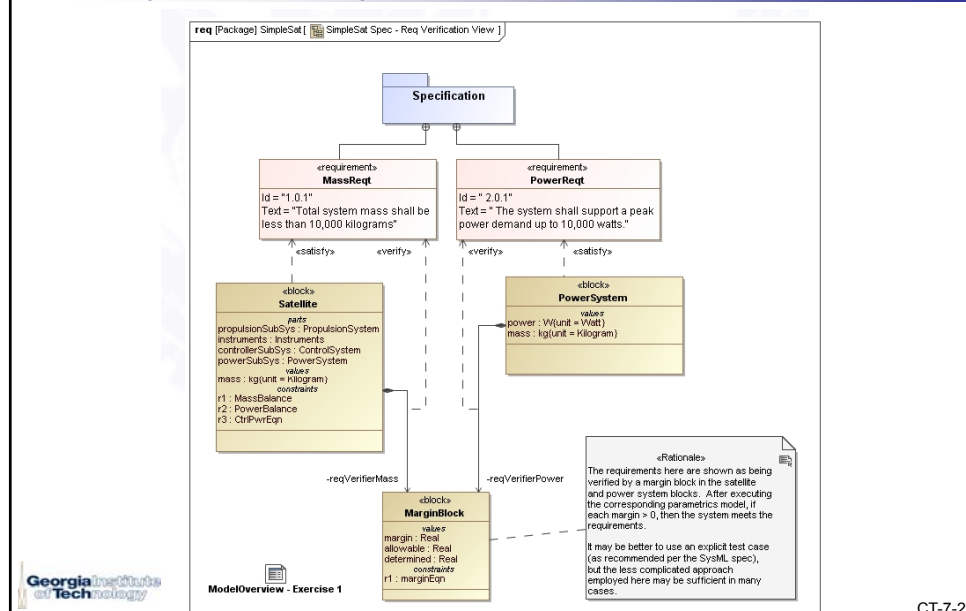 req [Package] SimpleSat [ SimpleSat Spec - Req Verification View ]
Specification
«requirement»
MassReqt
Id = "1.0.1"
Text = "Total system mass shall be
less than 10,000 kilograms"
«requirement»
PowerReqt
Id = " 2.0.1"
Text = " The system shall support a peak
power demand up to 10,000 watts."
«satisfy»
«verify»
«verify»
«satisfy»
«block»
Satellite
parts
propulsionSubSys : PropulsionSystem
instruments : Instruments
controllerSubSys : ControlSystem
powerSubSys : PowerSystem
values
mass : kg{unit = Kilogram}
constraints
r1 : MassBalance
r2 : PowerBalance
r3 : CtrlPwrEqn
«block»
PowerSystem
values
power : W{unit = Watt}
mass : kg{unit = Kilogram}
-reqVerifierMass
-reqVerifierPower
«block»
MarginBlock
values
margin : Real
allowable : Real
determined : Real
constraints
r1 : marginEqn
«Rationale»
The requirements here are shown as being
verified by a margin block in the satellite
and power system blocks. After executing
the corresponding parametrics model, if
each margin > 0, then the system meets the
requirements.
It may be better to use an explicit test case
(as recommended per the SysML spec),
but the less complicated approach
employed here may be sufficient in many
cases.
ModelOverview - Exercise 1
Georgia Institute
of Technology
CT-7-2